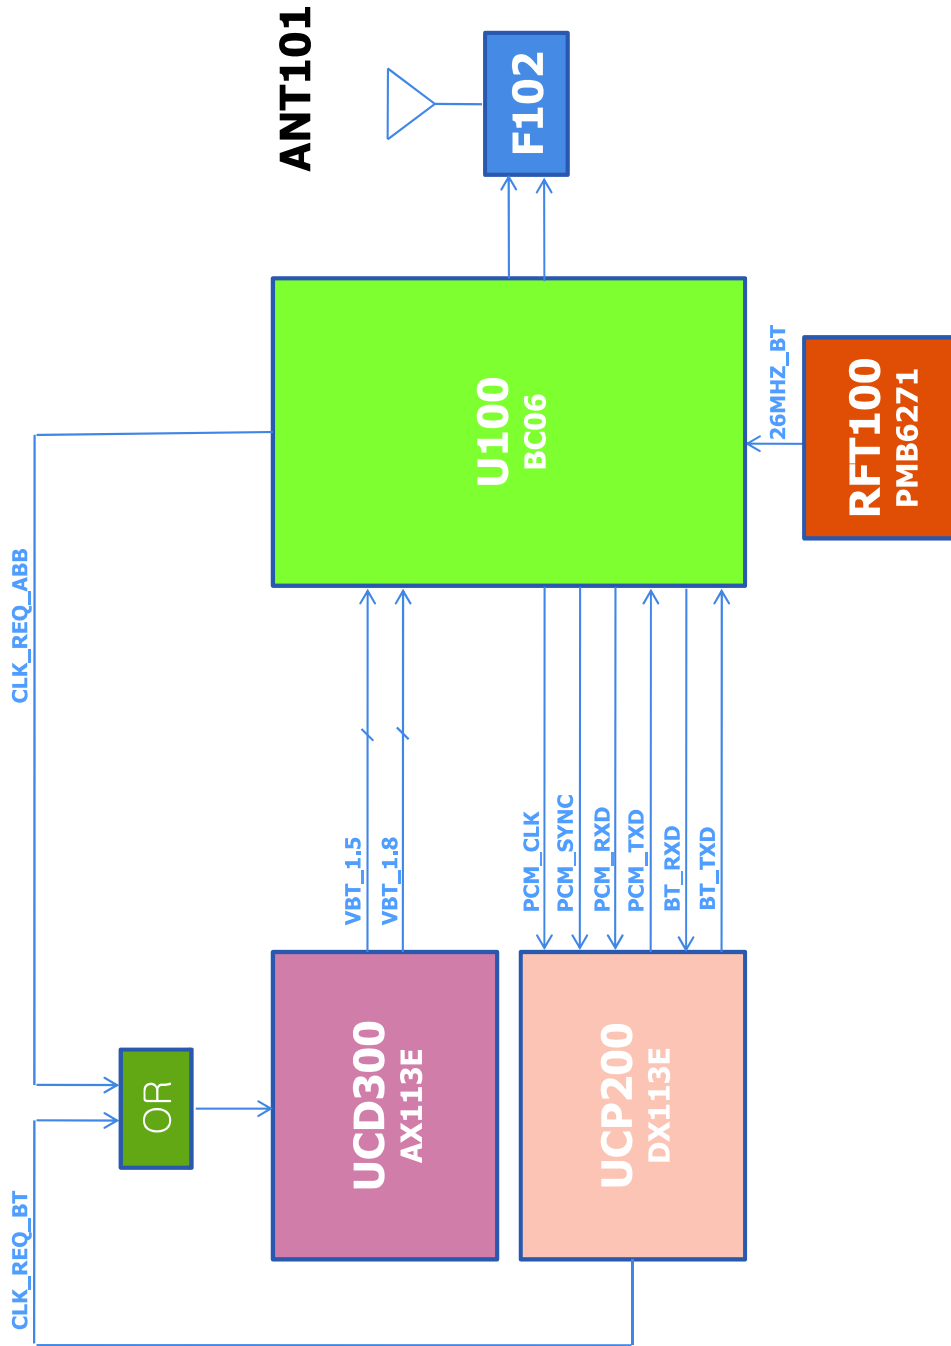 CLK_REQ_BT
CLK_REQ_ABB
OR
ANT101
F102
UCD300
AX113E
VBT_1.5
VBT_1.8
U100
BC06
UCP200
DX113E
PCM_CLK
PCM_SYNC
PCM_RXD
PCM_TXD
BT_RXD
BT_TXD
26MHZ_BT
RFT100
PMB6271